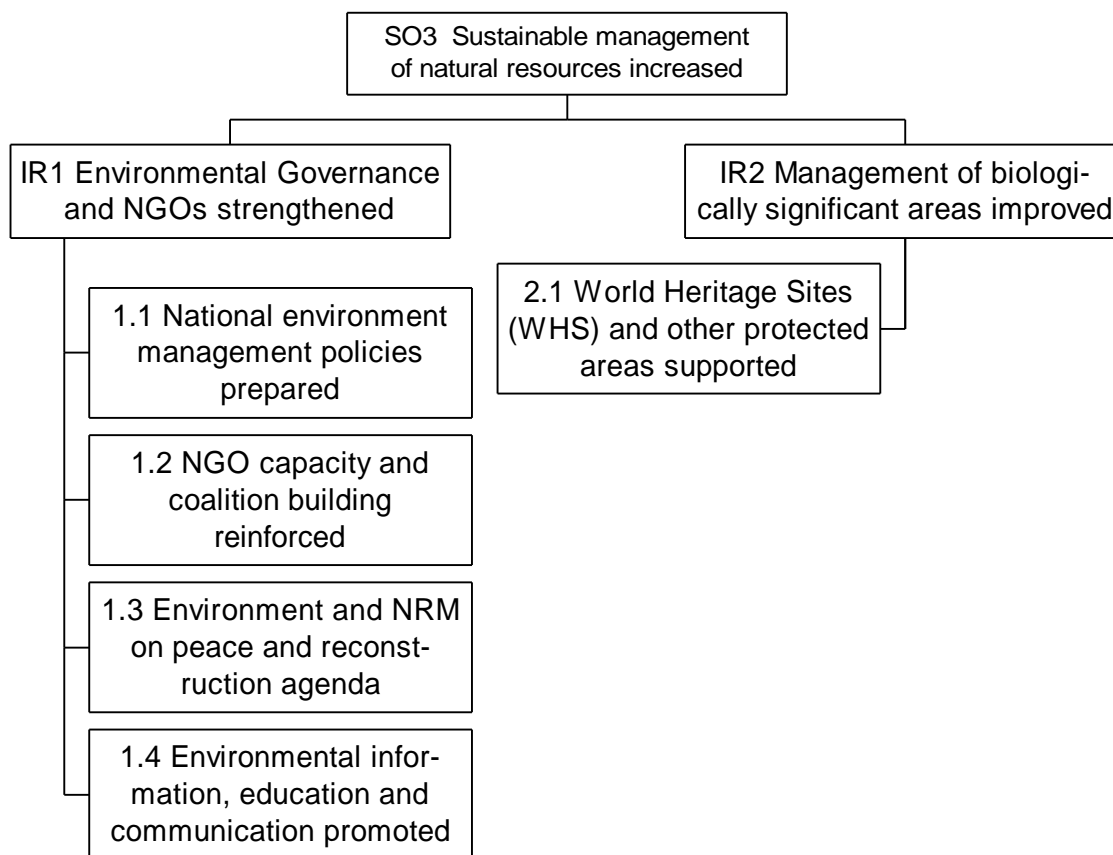 SO3  Sustainable management
of natural resources increased
IR1 Environmental Governance
and NGOs strengthened
IR2 Management of biologi-
cally significant areas improved
1.1 National environment
management policies
prepared
2.1 World Heritage Sites
(WHS) and other protected
areas supported
1.2 NGO capacity and
coalition building
reinforced
1.3 Environment and NRM
on peace and reconst-
ruction agenda
1.4 Environmental infor-
mation, education and
communication promoted